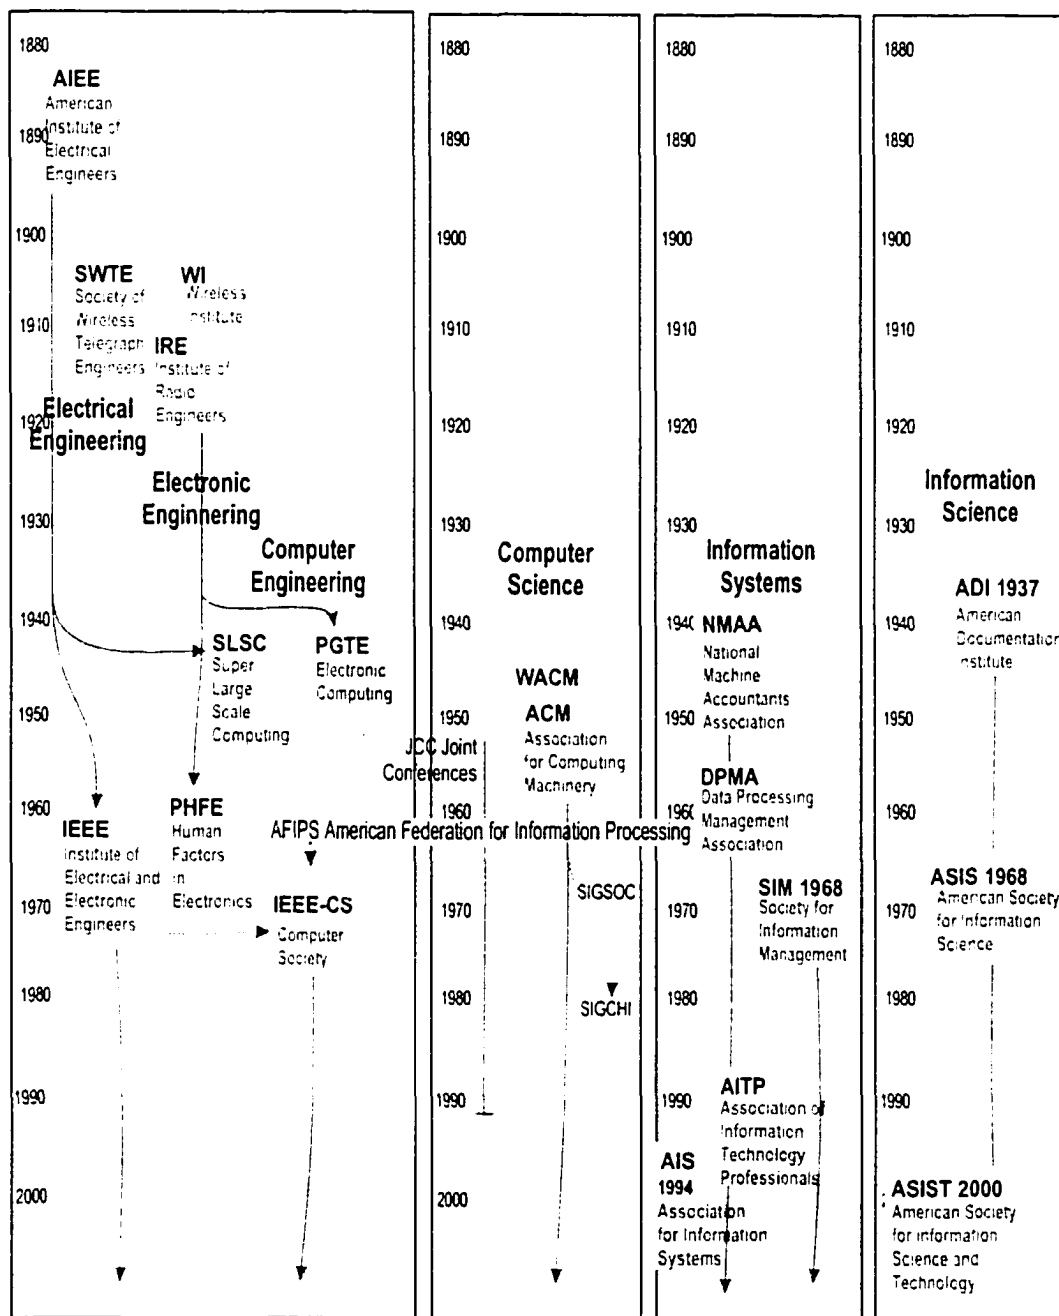 1880
AIEE
American
Institute of
Electrical
Engineers
1890
1900
SWTE
Society of
Wireless
Telegraph
Engineers
WI
Wireless
Institute
1910
IRE
Institute of
Radio
Engineers
1920
Electrical
Engineering
Electronic
Enginnering
1930
Computer
Engineering
1940
SLSC
Super
Large
Scale
Computing
PGTE
Electronic
Computing
1950
1960
IEEE
Institute of
Electrical and
Electronic
Engineers
PHFE
Human
Factors
in
Electronics
AFIPS American Federation for Information Processing
1970
IEEE-CS
Computer
Society
1980
1990
2000
1880
1890
1900
1910
1920
1930
Computer
Science
1940
WACM
1950
ACM
Association
for Computing
Machinery
JCC Joint
Conferences
1960
SIGSOC
1970
1980
SIGCHI
1990
2000
1880
1890
1900
1910
1920
1930
Information
Systems
1940
NMAA
National
Machine
Accountants
Association
1950
DPMA
Data Processing
Management
Association
1960
SIM 1968
Society for
Information
Management
1970
1980
1990
AITP
Association of
Information
Technology
Professionals
AIS
1994
Association
for Information
Systems
1880
1890
1900
1910
1920
Information
Science
1930
ADI 1937
American
Documentation
Institute
1940
1950
1960
ASIS 1968
American Society
for Information
Science
1970
1980
1990
ASIST 2000
American Society
for Information
Science and
Technology